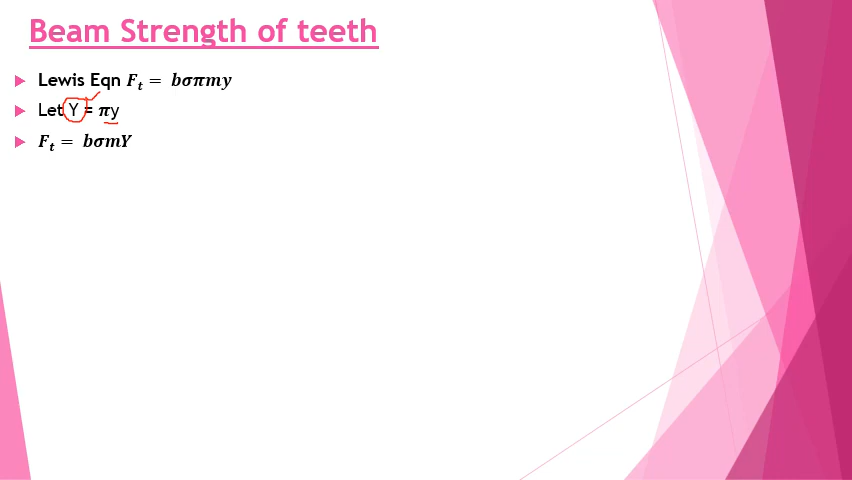 Beam Strength of teeth
Lewis Eqn Fₜ = bσπmy
Let Y = πy
Fₜ = bσmY